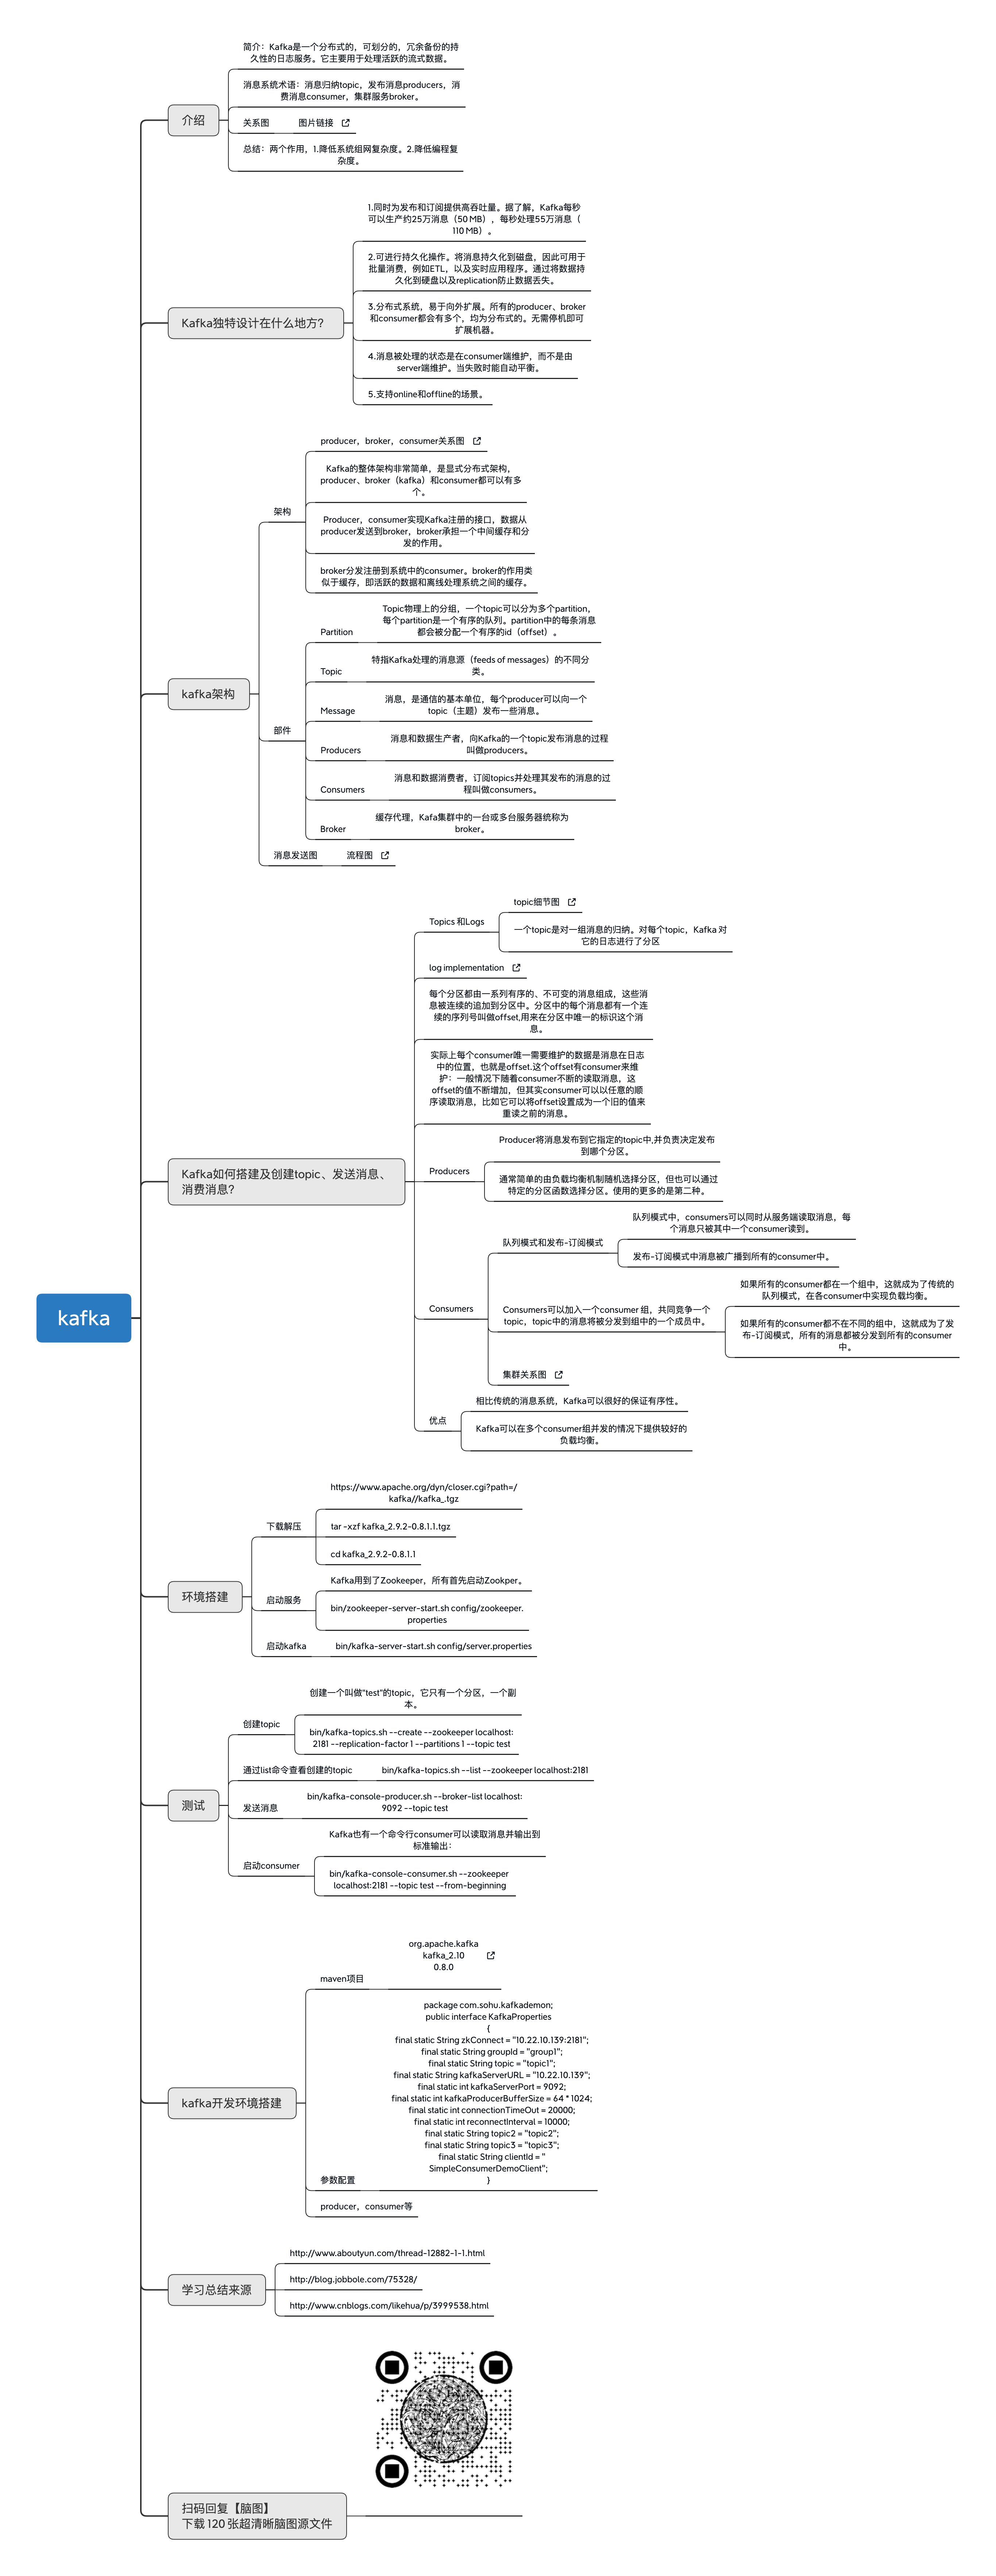 kafka
介绍
简介：Kafka是一个分布式的，可划分的，冗余备份的持
久性的日志服务。它主要用于处理活跃的流式数据。
消息系统术语：消息归纳topic，发布消息producers，消
费消息consumer，集群服务broker。
关系图
图片链接
总结：两个作用，1.降低系统组网复杂度。2.降低编程复
杂度。
Kafka独特设计在什么地方？
1.同时为发布和订阅提供高吞吐量。据了解，Kafka每秒
可以生产约25万消息（50 MB），每秒处理55万消息（
110 MB）。
2.可进行持久化操作。将消息持久化到磁盘，因此可用于
批量消费，例如ETL，以及实时应用程序。通过将数据持
久化到硬盘以及replication防止数据丢失。
3.分布式系统，易于向外扩展。所有的producer、broker
和consumer都会有多个，均为分布式的。无需停机即可
扩展机器。
4.消息被处理的状态是在consumer端维护，而不是由
server端维护。当失败时能自动平衡。
5.支持online和offline的场景。
kafka架构
架构
producer，broker，consumer关系图
Kafka的整体架构非常简单，是显式分布式架构，
producer、broker（kafka）和consumer都可以有多
个。
Producer，consumer实现Kafka注册的接口，数据从
producer发送到broker，broker承担一个中间缓存和分
发的作用。
broker分发注册到系统中的consumer。broker的作用类
似于缓存，即活跃的数据和离线处理系统之间的缓存。
部件
Partition
Topic物理上的分组，一个topic可以分为多个partition，
每个partition是一个有序的队列。partition中的每条消息
都会被分配一个有序的id（offset）。
Topic
特指Kafka处理的消息源（feeds of messages）的不同分
类。
Message
消息，是通信的基本单位，每个producer可以向一个
topic（主题）发布一些消息。
Producers
消息和数据生产者，向Kafka的一个topic发布消息的过程
叫做producers。
Consumers
消息和数据消费者，订阅topics并处理其发布的消息的过
程叫做consumers。
Broker
缓存代理，Kafa集群中的一台或多台服务器统称为
broker。
消息发送图
流程图
Kafka如何搭建及创建topic、发送消息、
消费消息？
Topics 和Logs
topic细节图
一个topic是对一组消息的归纳。对每个topic，Kafka 对
它的日志进行了分区
log implementation
每个分区都由一系列有序的、不可变的消息组成，这些消
息被连续的追加到分区中。分区中的每个消息都有一个连
续的序列号叫做offset,用来在分区中唯一的标识这个消
息。
实际上每个consumer唯一需要维护的数据是消息在日志
中的位置，也就是offset.这个offset有consumer来维
护：一般情况下随着consumer不断的读取消息，这
offset的值不断增加，但其实consumer可以以任意的顺
序读取消息，比如它可以将offset设置成为一个旧的值来
重读之前的消息。
Producers
Producer将消息发布到它指定的topic中,并负责决定发布
到哪个分区。
通常简单的由负载均衡机制随机选择分区，但也可以通过
特定的分区函数选择分区。使用的更多的是第二种。
Consumers
队列模式和发布-订阅模式
队列模式中，consumers可以同时从服务端读取消息，每
个消息只被其中一个consumer读到。
发布-订阅模式中消息被广播到所有的consumer中。
Consumers可以加入一个consumer 组，共同竞争一个
topic，topic中的消息将被分发到组中的一个成员中。
如果所有的consumer都在一个组中，这就成为了传统的
队列模式，在各consumer中实现负载均衡。
如果所有的consumer都不在不同的组中，这就成为了发
布-订阅模式，所有的消息都被分发到所有的consumer
中。
集群关系图
优点
相比传统的消息系统，Kafka可以很好的保证有序性。
Kafka可以在多个consumer组并发的情况下提供较好的
负载均衡。
环境搭建
下载解压
https://www.apache.org/dyn/closer.cgi?path=/
kafka//kafka_.tgz
tar -xzf kafka_2.9.2-0.8.1.1.tgz
cd kafka_2.9.2-0.8.1.1
启动服务
Kafka用到了Zookeeper，所有首先启动Zookper。
bin/zookeeper-server-start.sh config/zookeeper.
properties
启动kafka
bin/kafka-server-start.sh config/server.properties
测试
创建topic
创建一个叫做"test"的topic，它只有一个分区，一个副
本。
bin/kafka-topics.sh --create --zookeeper localhost:
2181 --replication-factor 1 --partitions 1 --topic test
通过list命令查看创建的topic
bin/kafka-topics.sh --list --zookeeper localhost:2181
发送消息
bin/kafka-console-producer.sh --broker-list localhost:
9092 --topic test
启动consumer
Kafka也有一个命令行consumer可以读取消息并输出到
标准输出：
bin/kafka-console-consumer.sh --zookeeper
localhost:2181 --topic test --from-beginning
kafka开发环境搭建
maven项目
org.apache.kafka
kafka_2.10
0.8.0
参数配置
package com.sohu.kafkademon;
public interface KafkaProperties
{
final static String zkConnect = "10.22.10.139:2181";
final static String groupId = "group1";
final static String topic = "topic1";
final static String kafkaServerURL = "10.22.10.139";
final static int kafkaServerPort = 9092;
final static int kafkaProducerBufferSize = 64 * 1024;
final static int connectionTimeOut = 20000;
final static int reconnectInterval = 10000;
final static String topic2 = "topic2";
final static String topic3 = "topic3";
final static String clientId = "
SimpleConsumerDemoClient";
}
producer，consumer等
学习总结来源
http://www.aboutyun.com/thread-12882-1-1.html
http://blog.jobbole.com/75328/
http://www.cnblogs.com/likehua/p/3999538.html
扫码回复【脑图】
下载 120 张超清晰脑图源文件